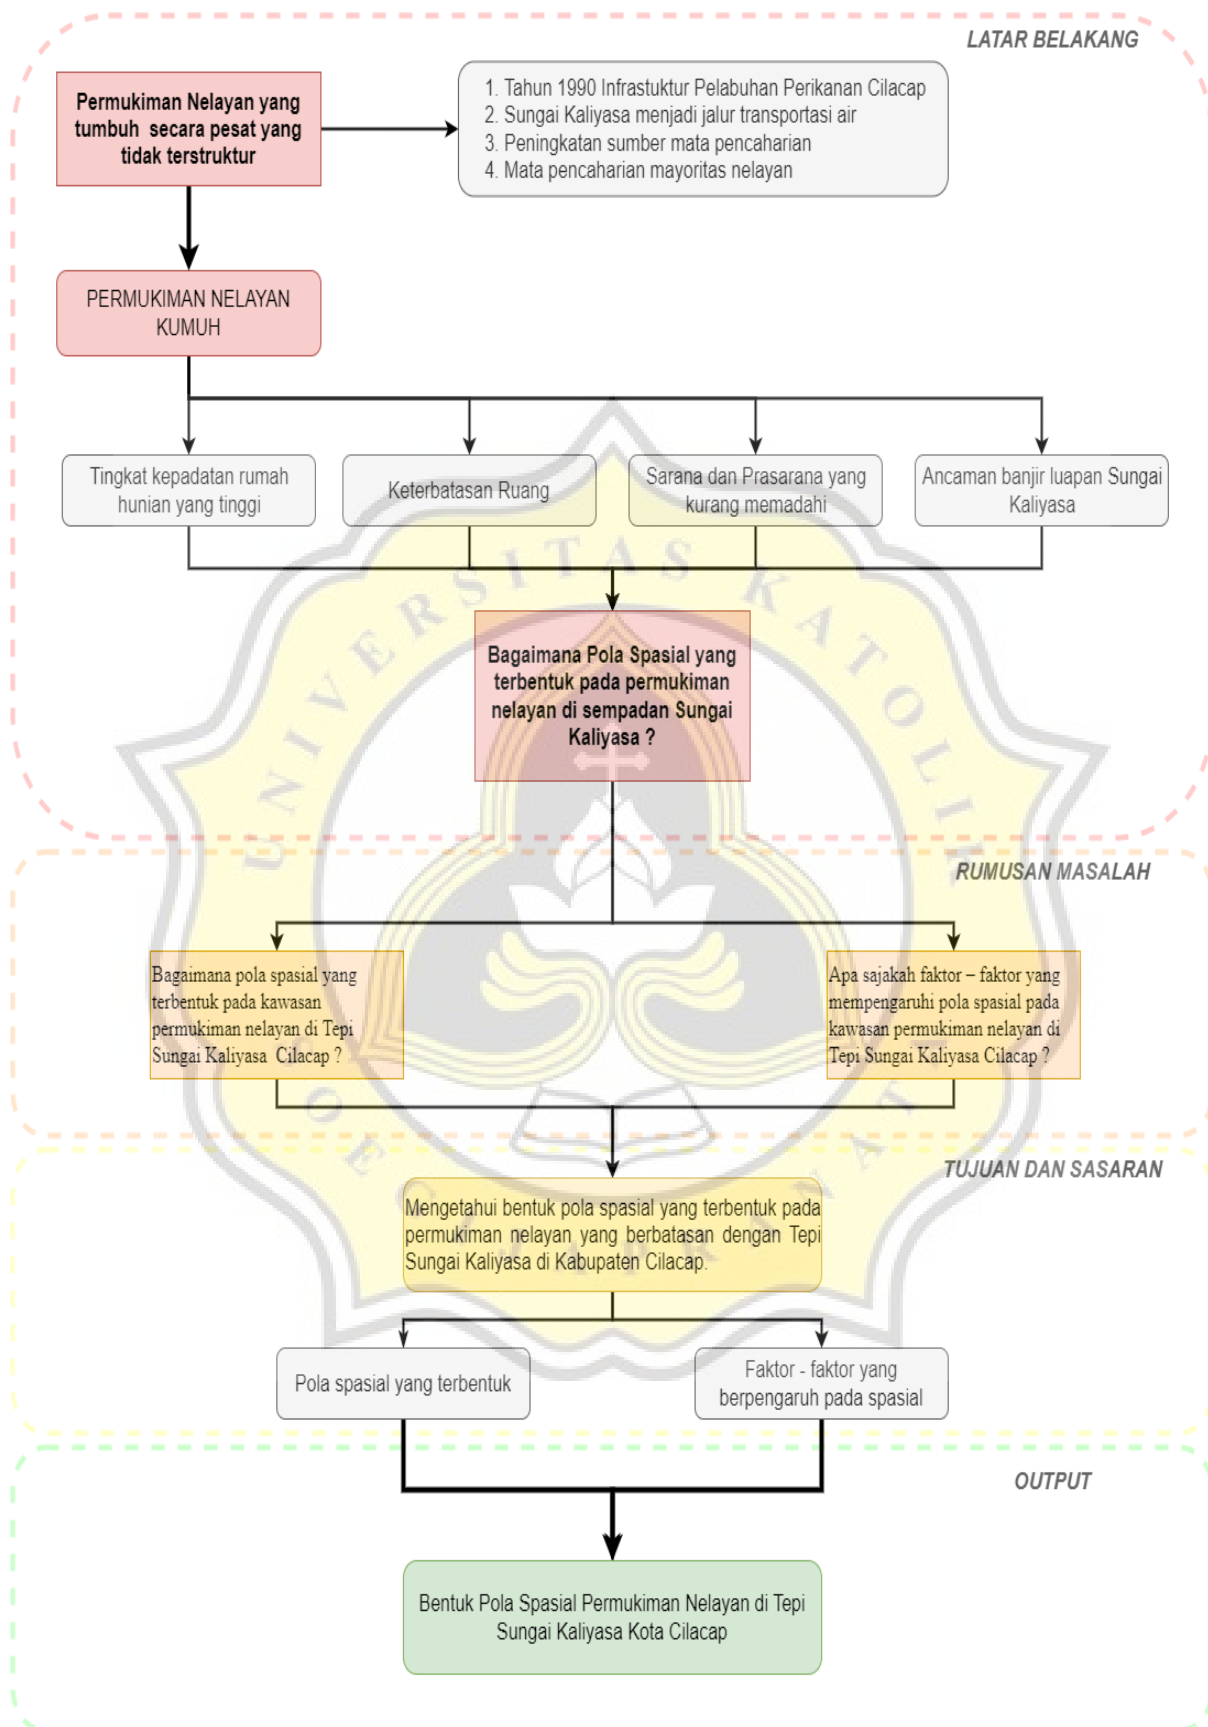 LATAR BELAKANG
Permukiman Nelayan yang
tumbuh secara pesat yang
tidak terstruktur
1. Tahun 1990 Infrastuktur Pelabuhan Perikanan Cilacap
2. Sungai Kaliyasa menjadi jalur transportasi air
3. Peningkatan sumber mata pencaharian
4. Mata pencaharian mayoritas nelayan
PERMUKIMAN NELAYAN
KUMUH
Tingkat kepadatan rumah
hunian yang tinggi
Keterbatasan Ruang
Sarana dan Prasarana yang
kurang memadahi
Ancaman banjir luapan Sungai
Kaliyasa
UNIVERSITAS KATOLIK
Bagaimana Pola Spasial yang
terbentuk pada permukiman
nelayan di sempadan Sungai
Kaliyasa ?
RUMUSAN MASALAH
Bagaimana pola spasial yang
terbentuk pada kawasan
permukiman nelayan di Tepi
Sungai Kaliyasa Cilacap ?
Apa sajakah faktor – faktor yang
mempengaruhi pola spasial pada
kawasan permukiman nelayan di
Tepi Sungai Kaliyasa Cilacap ?
SOEGIJAPRANATA
TUJUAN DAN SASARAN
Mengetahui bentuk pola spasial yang terbentuk pada
permukiman nelayan yang berbatasan dengan Tepi
Sungai Kaliyasa di Kabupaten Cilacap.
Pola spasial yang terbentuk
Faktor - faktor yang
berpengaruh pada spasial
OUTPUT
Bentuk Pola Spasial Permukiman Nelayan di Tepi
Sungai Kaliyasa Kota Cilacap